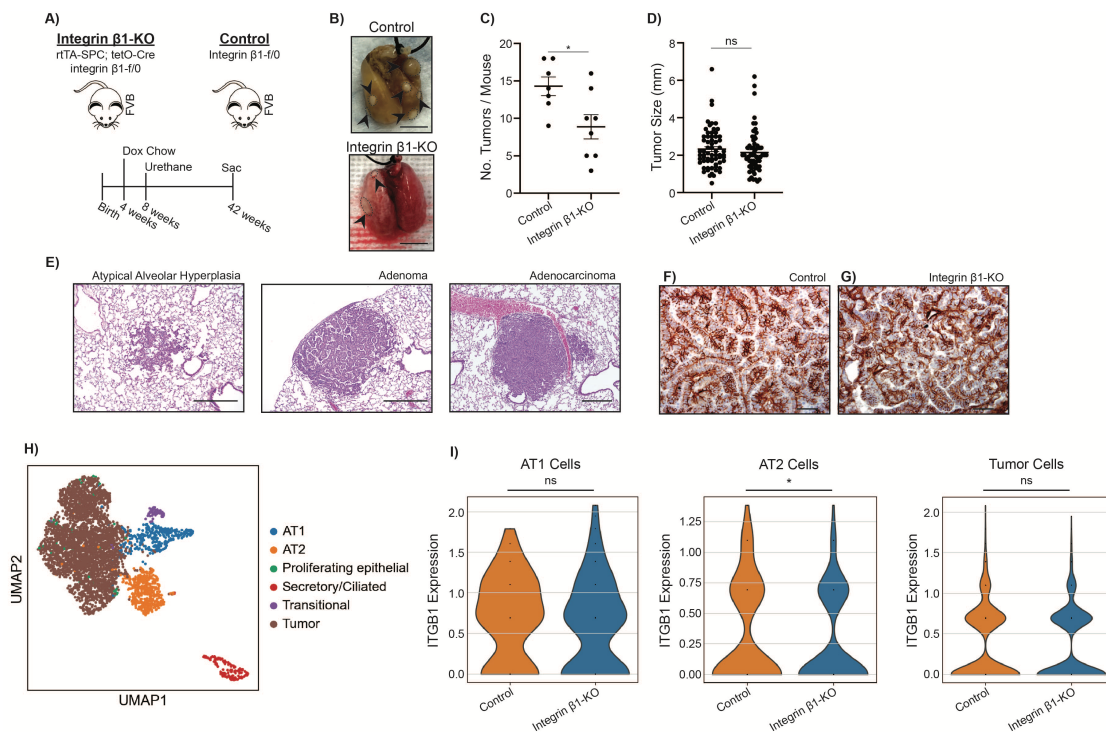 A)
Integrin β1-KO
rtTA-SPC; tetO-Cre
integrin β1-f/0
FVB
Control
Integrin β1-f/0
FVB
Dox Chow
Urethane
Sac
Birth
4 weeks
8 weeks
42 weeks
B)
Control
Integrin β1-KO
C)
No. Tumors / Mouse
20
15
10
5
0
*
Control
Integrin β1-KO
D)
Tumor Size (mm)
8
6
4
2
0
ns
Control
Integrin β1-KO
E)
Atypical Alveolar Hyperplasia
Adenoma
Adenocarcinoma
F)
Control
G)
Integrin β1-KO
H)
UMAP2
UMAP1
AT1
AT2
Proliferating epithelial
Secretory/Ciliated
Transitional
Tumor
I)
AT1 Cells
ns
ITGB1 Expression
2.0
1.5
1.0
0.5
0.0
Control
Integrin β1-KO
AT2 Cells
*
ITGB1 Expression
1.25
1.00
0.75
0.50
0.25
0.00
Control
Integrin β1-KO
Tumor Cells
ns
ITGB1 Expression
2.0
1.5
1.0
0.5
0.0
Control
Integrin β1-KO